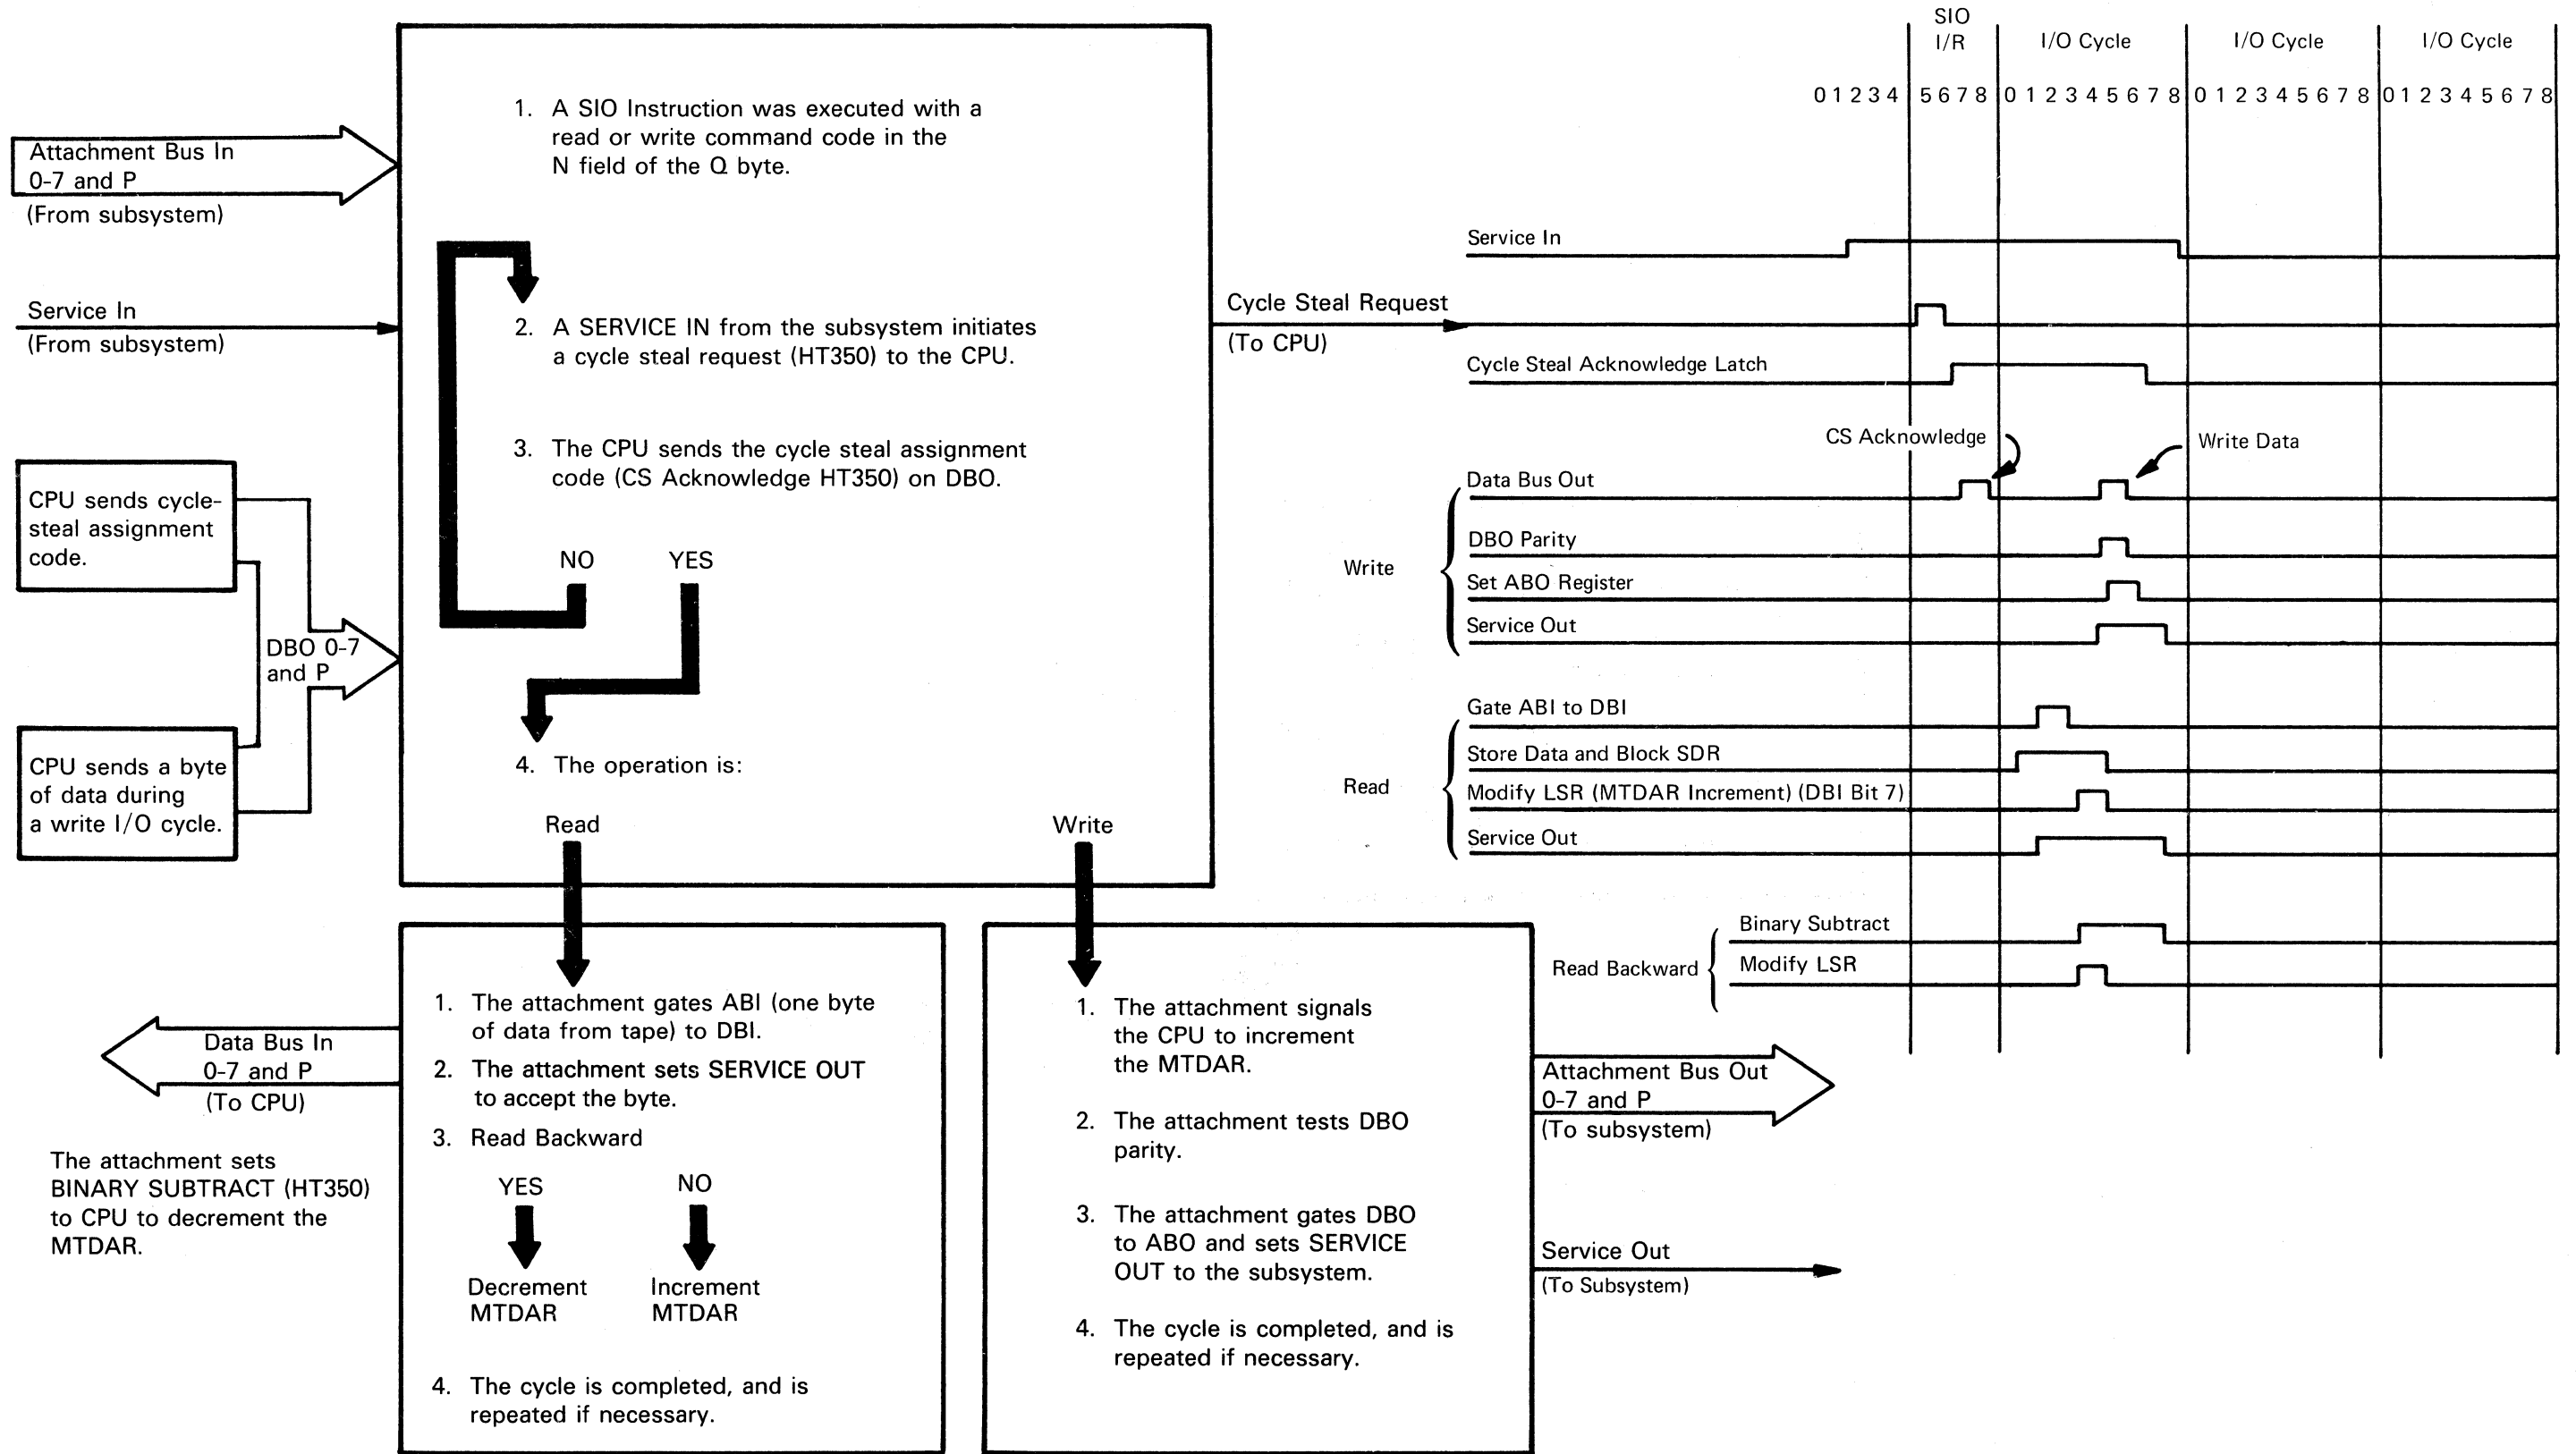 Attachment Bus In
0-7 and P
(From subsystem)
Service In
(From subsystem)
CPU sends cycle-
steal assignment
code.
DBO 0-7
and P
CPU sends a byte
of data during
a write I/O cycle.
1. A SIO Instruction was executed with a
read or write command code in the
N field of the Q byte.
2. A SERVICE IN from the subsystem initiates
a cycle steal request (HT350) to the CPU.
3. The CPU sends the cycle steal assignment
code (CS Acknowledge HT350) on DBO.
NO YES
4. The operation is:
Read Write
Cycle Steal Request
(To CPU)
1. The attachment gates ABI (one byte
of data from tape) to DBI.
2. The attachment sets SERVICE OUT
to accept the byte.
3. Read Backward
YES NO
Decrement
MTDAR
Increment
MTDAR
4. The cycle is completed, and is
repeated if necessary.
Data Bus In
0-7 and P
(To CPU)
The attachment sets
BINARY SUBTRACT (HT350)
to CPU to decrement the
MTDAR.
1. The attachment signals
the CPU to increment
the MTDAR.
2. The attachment tests DBO
parity.
3. The attachment gates DBO
to ABO and sets SERVICE
OUT to the subsystem.
4. The cycle is completed, and is
repeated if necessary.
Attachment Bus Out
0-7 and P
(To subsystem)
Service Out
(To Subsystem)
SIO
I/R
I/O Cycle
I/O Cycle
I/O Cycle
0 1 2 3 4 5 6 7 8 0 1 2 3 4 5 6 7 8 0 1 2 3 4 5 6 7 8 0 1 2 3 4 5 6 7 8
Service In
Cycle Steal Acknowledge Latch
CS Acknowledge
Write Data
Write
Data Bus Out
DBO Parity
Set ABO Register
Service Out
Read
Gate ABI to DBI
Store Data and Block SDR
Modify LSR (MTDAR Increment) (DBI Bit 7)
Service Out
Read Backward
Binary Subtract
Modify LSR